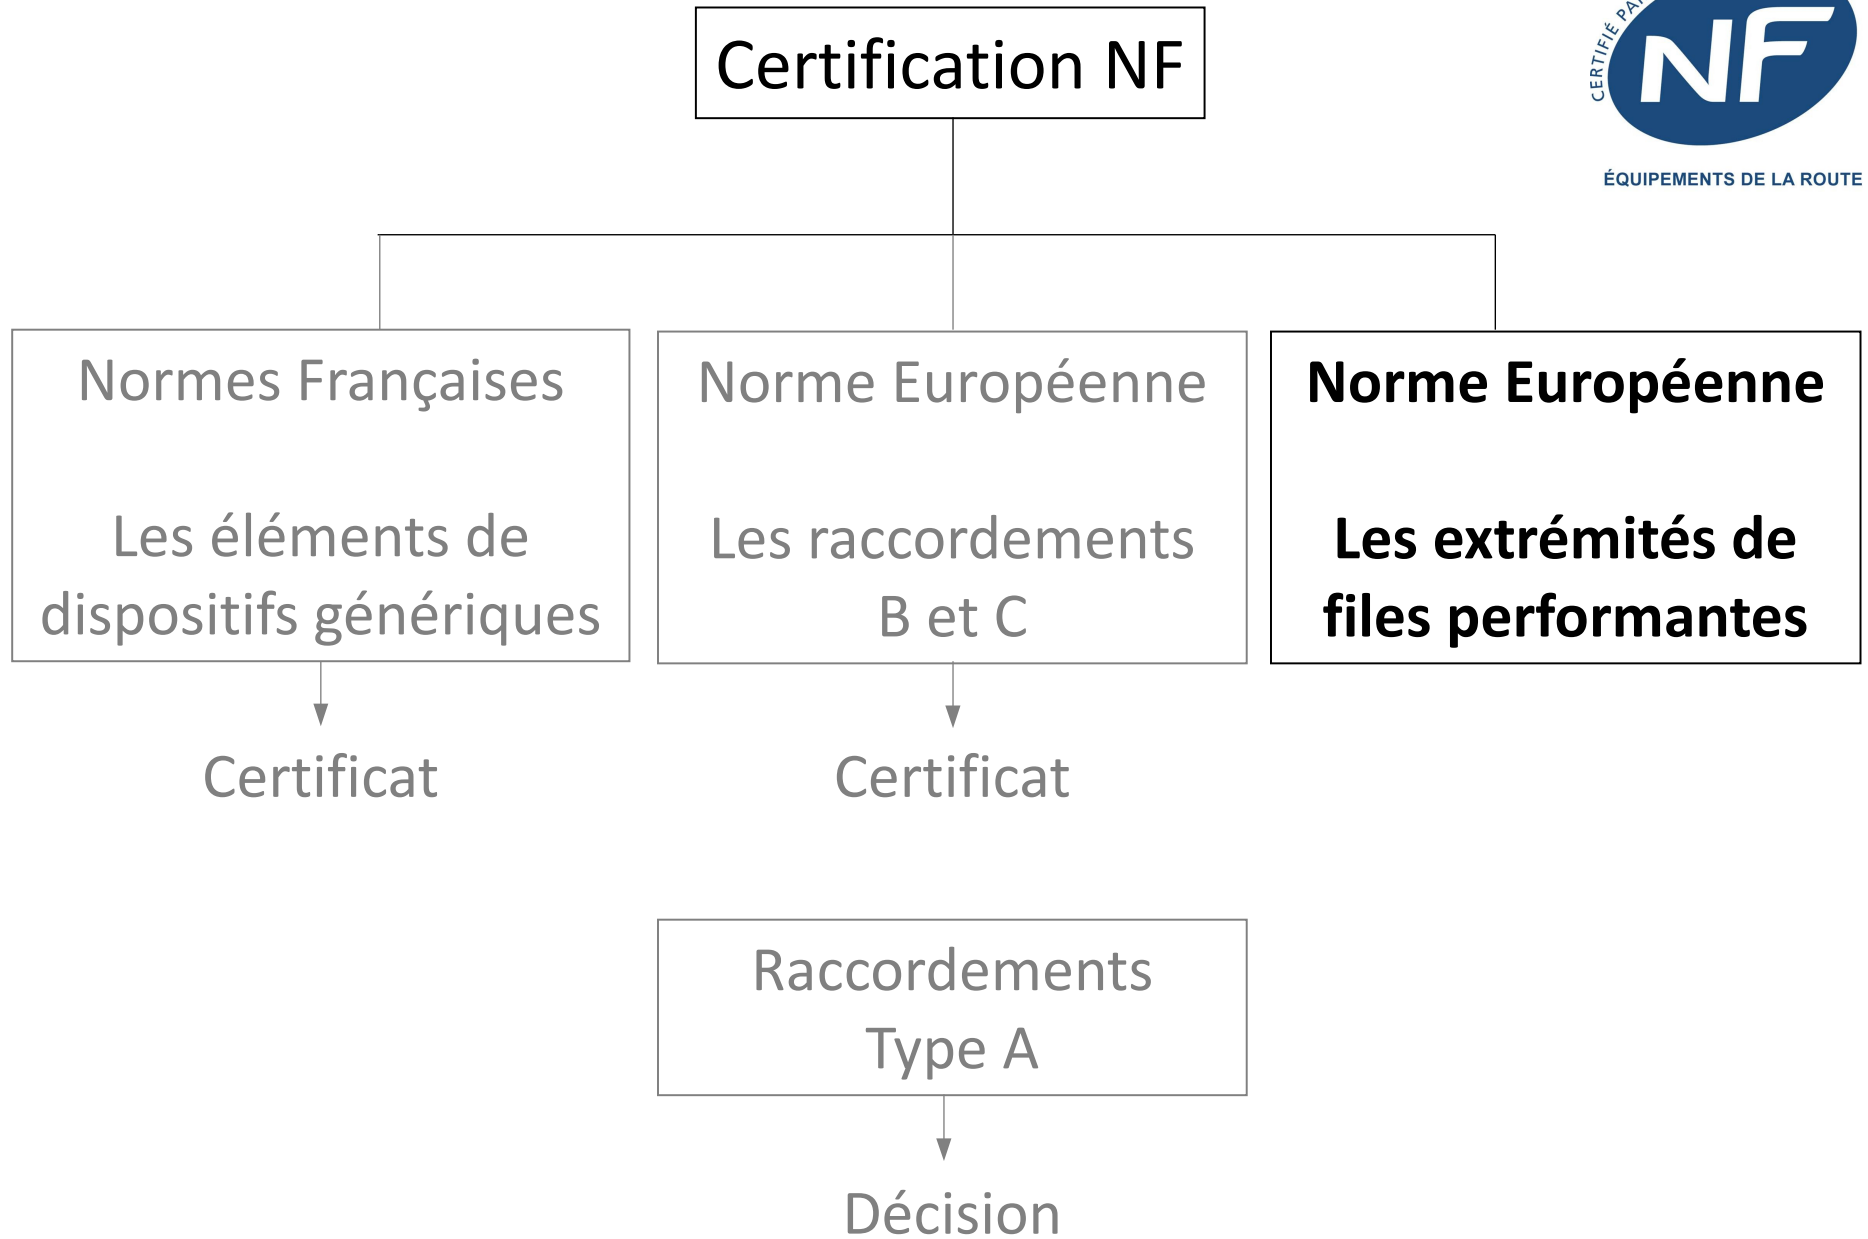 Certification NF
CERTIFIÉ
NF
ÉQUIPEMENTS DE LA ROUTE
Normes Françaises
Les éléments de
dispositifs génériques
Certificat
Norme Européenne
Les raccordements
B et C
Certificat
Norme Européenne
Les extrémités de
files performantes
Raccordements
Type A
Décision